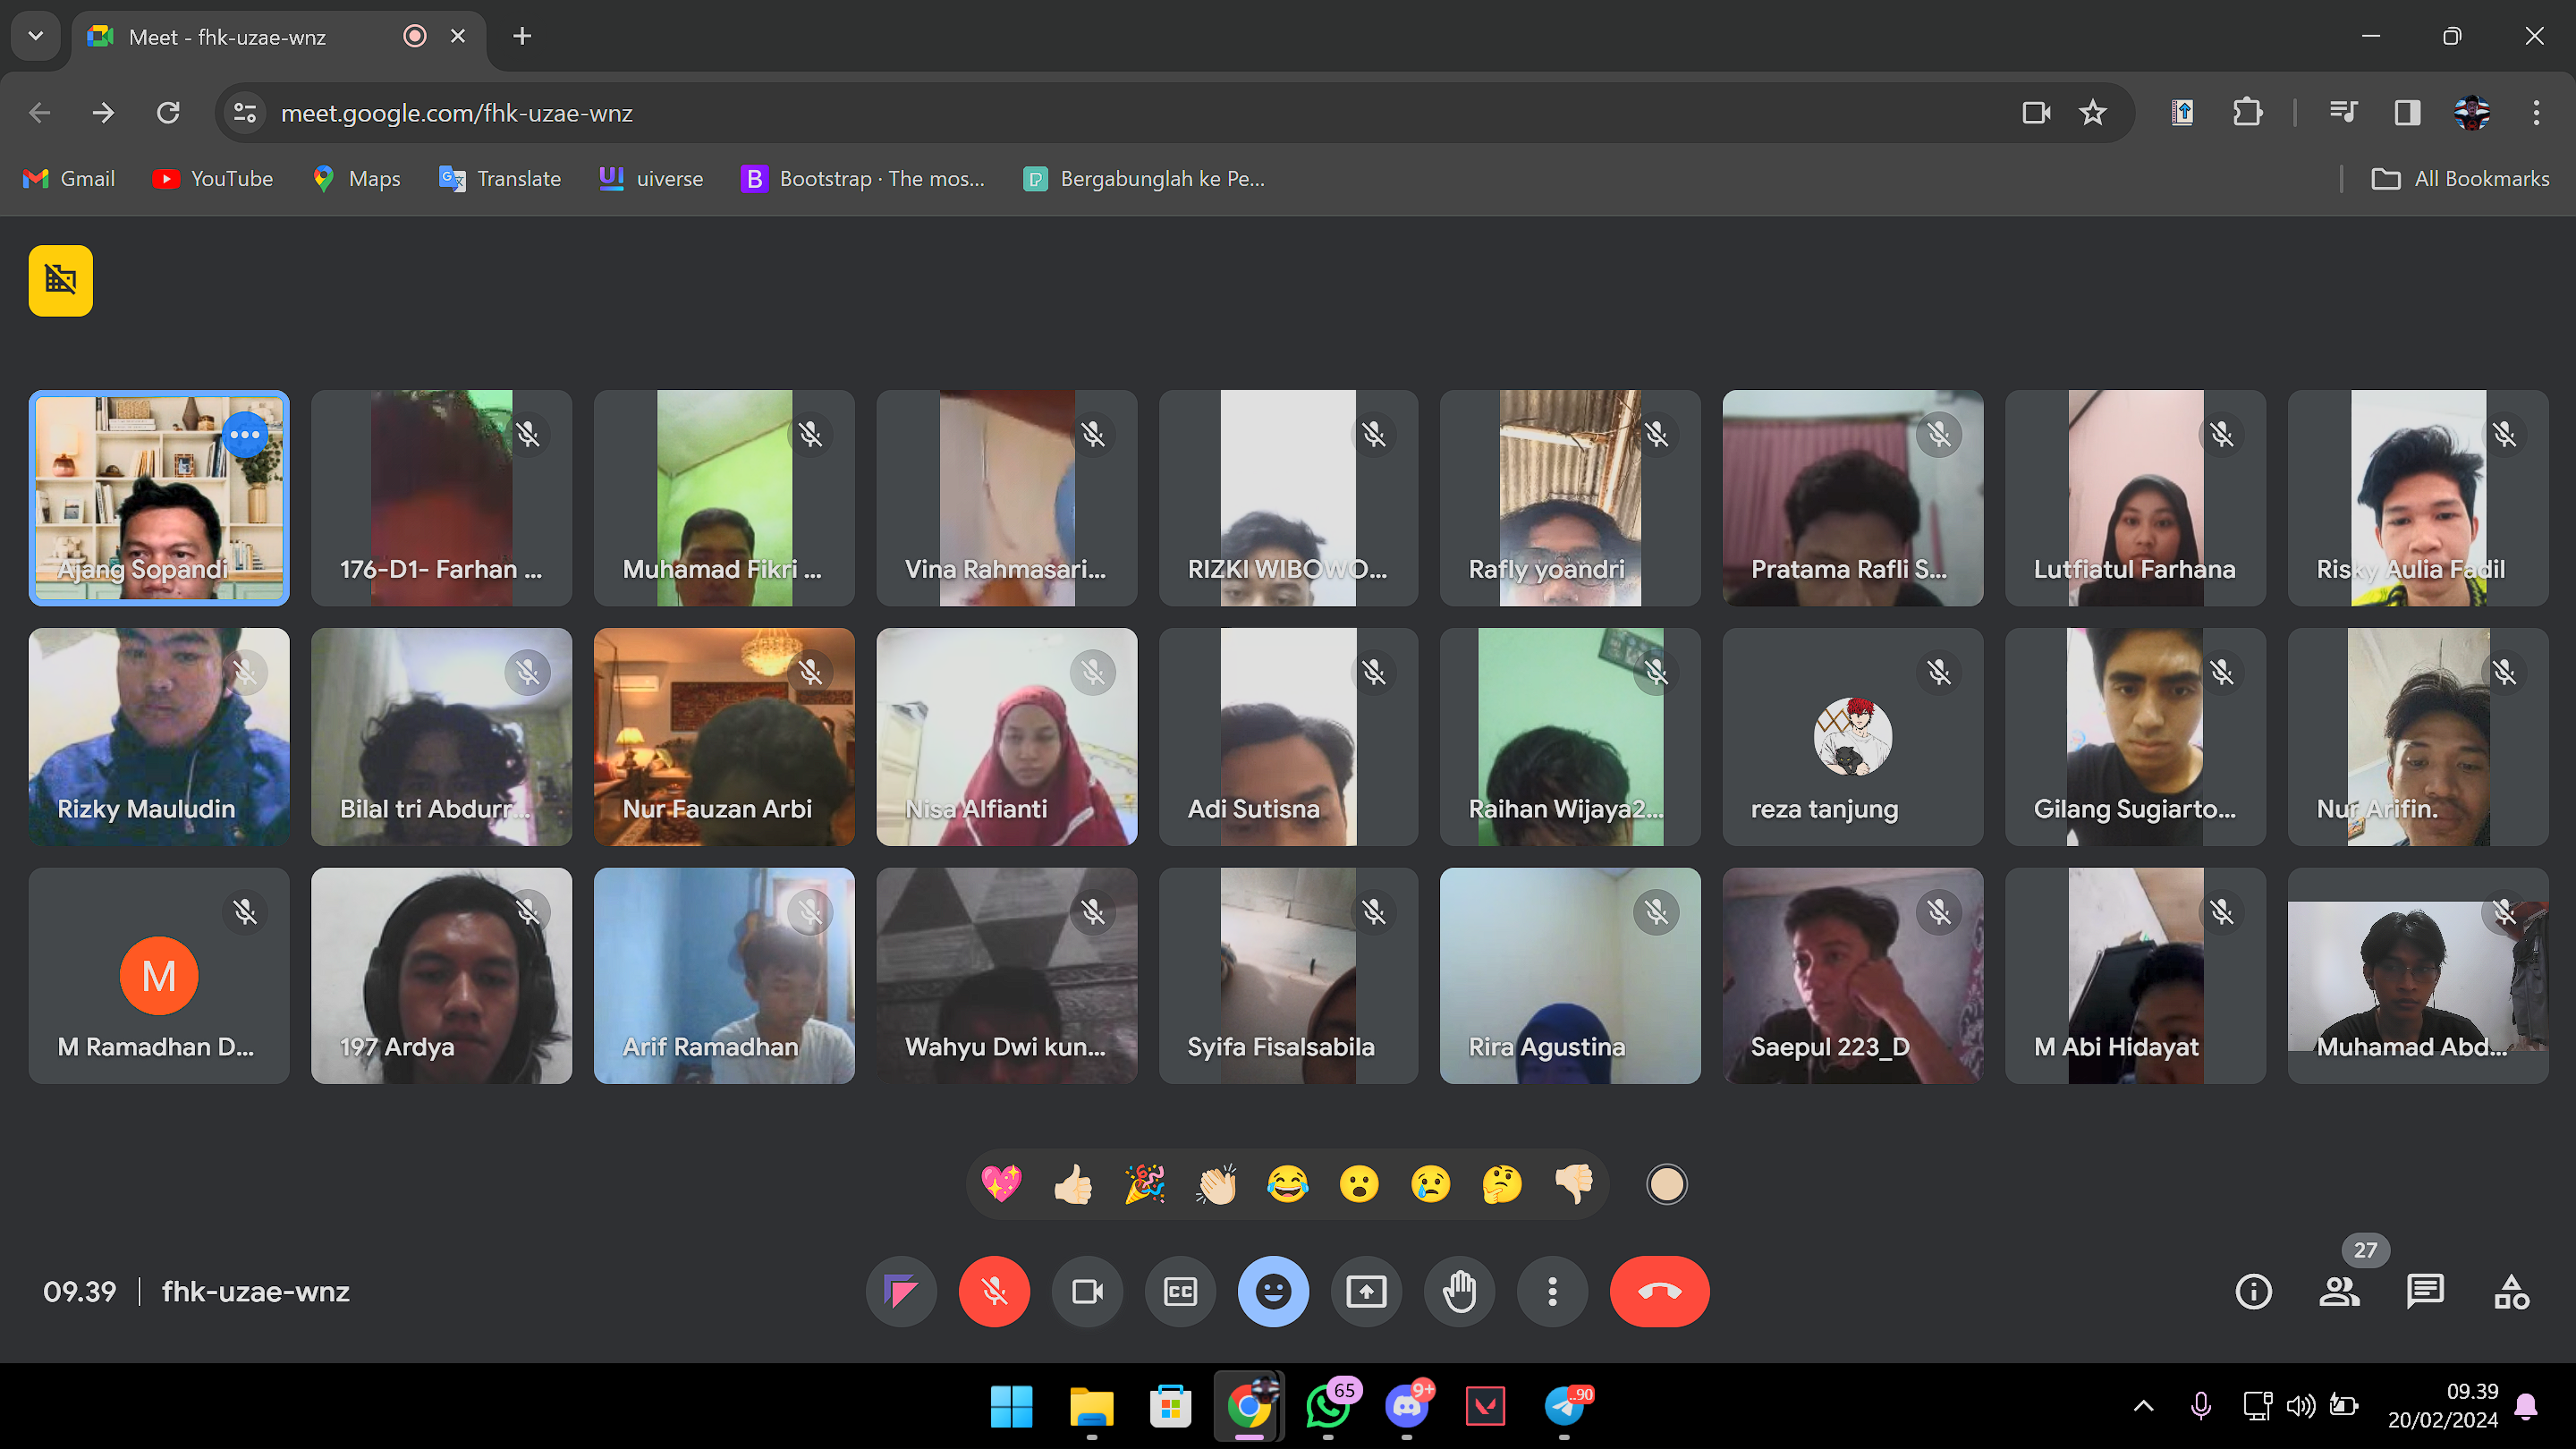 Meet - fhk-uzae-wnz
meet.google.com/fhk-uzae-wnz
Gmail
YouTube
Maps
Translate
uiverse
Bootstrap · The mos...
Bergabunglah ke Pe...
All Bookmarks
Ajang Sopandi
176-D1- Farhan ...
Muhamad Fikri ...
Vina Rahmasari...
RIZKI WIBOWO...
Rafly yoandri
Pratama Rafli S...
Lutfiatul Farhana
Risky Aulia Fadil
Rizky Mauludin
Bilal tri Abdurr...
Nur Fauzan Arbi
Nisa Alfianti
Adi Sutisna
Raihan Wijaya2...
reza tanjung
Gilang Sugiarto...
Nur Arifin.
M
M Ramadhan D...
197 Ardya
Arif Ramadhan
Wahyu Dwi kun...
Syifa Fisalsabila
Rira Agustina
Saepul 223_D
M Abi Hidayat
Muhamad Abd...
27
09.39
fhk-uzae-wnz
CC
65
9+
..90
09.39
20/02/2024